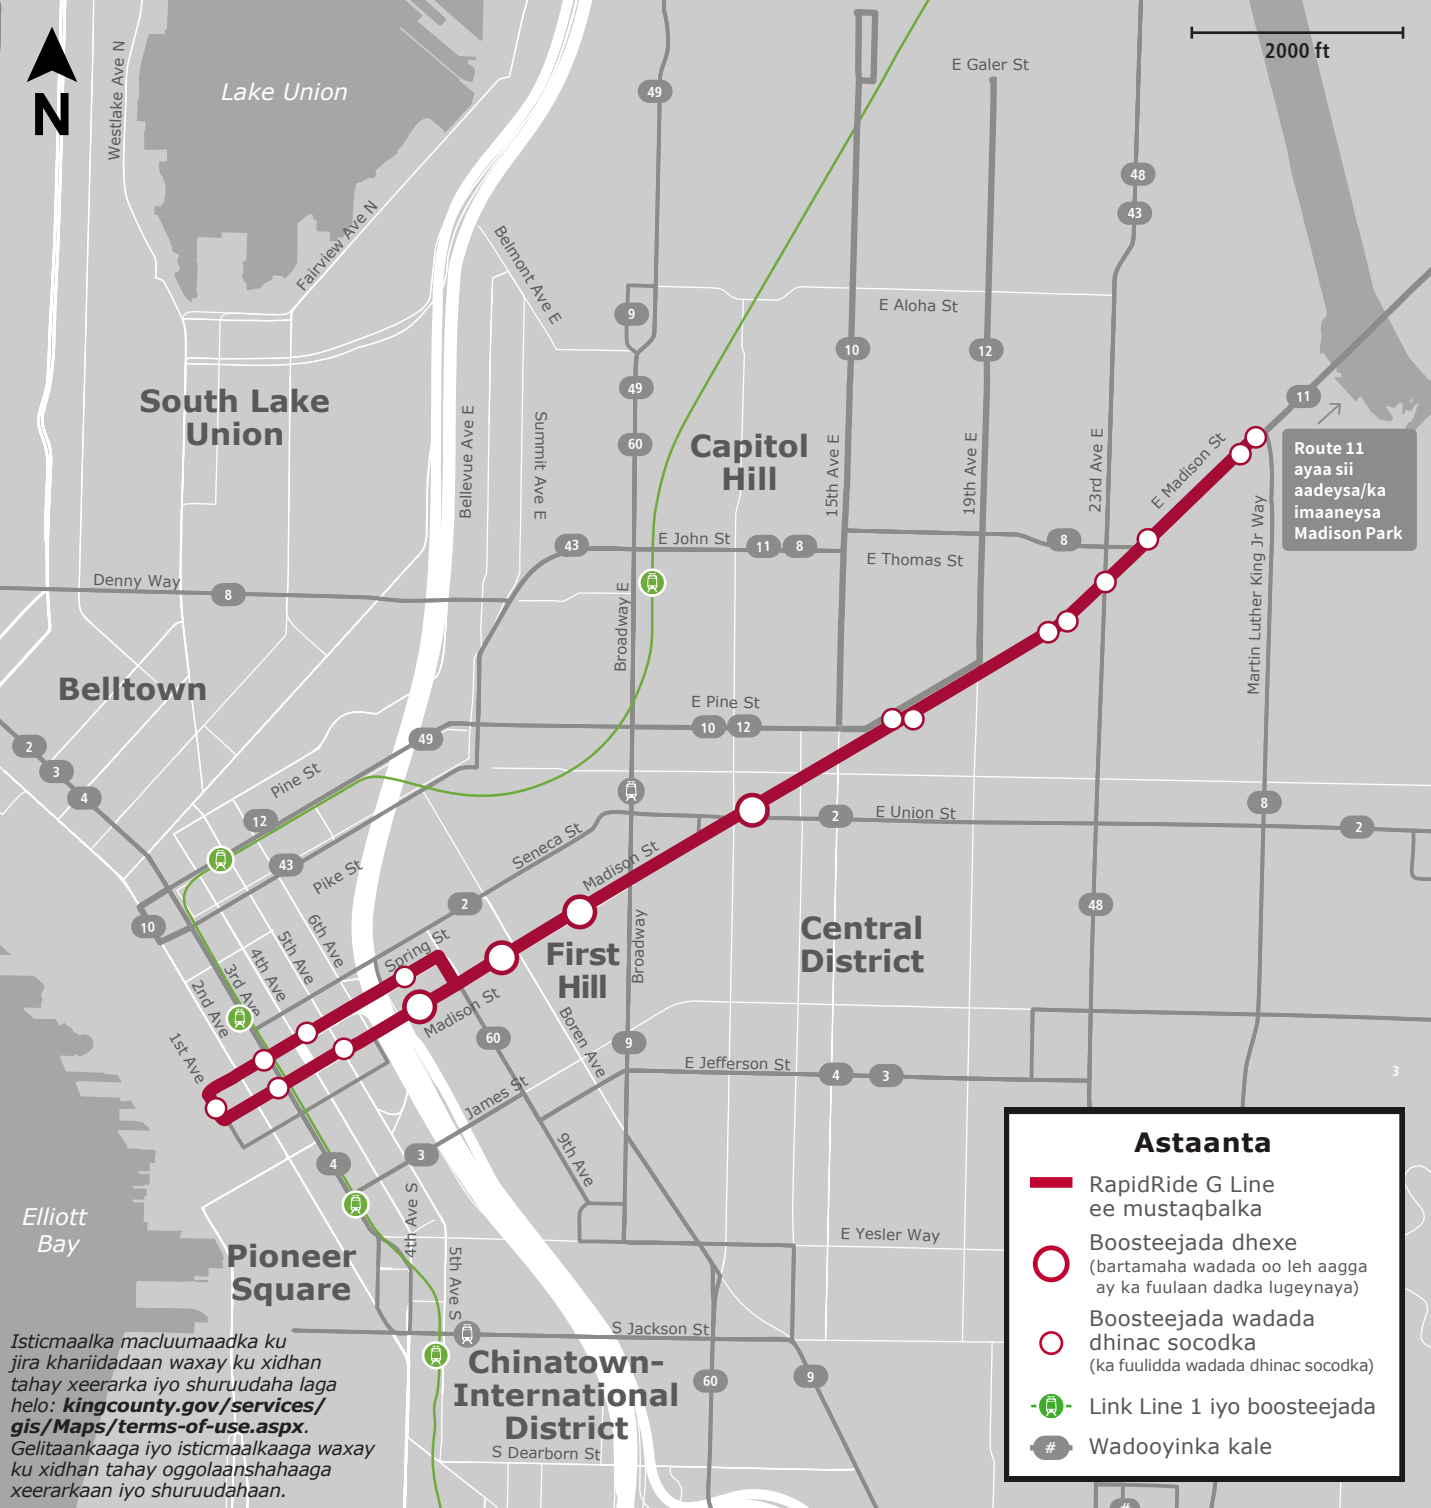 N
2000 ft
Lake Union
Westlake Ave N
Fairview Ave N
Belmont Ave E
E Galer St
49
48
43
9
E Aloha St
10
12
49
60
11
South Lake
Union
Capitol
Hill
Bellevue Ave E
Summit Ave E
15th Ave E
19th Ave E
23rd Ave E
E Madison St
Route 11
ayaa sii
aadeysa/ka
imaaneysa
Madison Park
Martin Luther King Jr Way
43
E John St
11
8
E Thomas St
8
Denny Way
8
Broadway E
Belltown
E Pine St
10
12
49
2
3
4
Pine St
12
43
Pike St
Seneca St
2
E Union St
8
2
Madison St
2
48
10
6th Ave
5th Ave
4th Ave
3rd Ave
2nd Ave
1st Ave
Spring St
Madison St
First
Hill
Broadway
Central
District
60
Boren Ave
9
E Jefferson St
4
3
3
James St
9th Ave
4
3
4th Ave S
5th Ave S
Elliott
Bay
Pioneer
Square
E Yesler Way
S Jackson St
Chinatown-
International
District
60
9
S Dearborn St
Isticmaalka macluumaadka ku
jira khariidadaan waxay ku xidhan
tahay xeerarka iyo shuruudaha laga
helo: kingcounty.gov/services/
gis/Maps/terms-of-use.aspx.
Gelitaankaaga iyo isticmaalkaaga waxay
ku xidhan tahay oggolaanshahaaga
xeerarkaan iyo shuruudahaan.
Astaanta
RapidRide G Line
ee mustaqbalka
Boosteejada dhexe
(bartamaha wadada oo leh aagga
ay ka fuulaan dadka lugeynaya)
Boosteejada wadada
dhinac socodka
(ka fuulidda wadada dhinac socodka)
Link Line 1 iyo boosteejada
# Wadooyinka kale
#